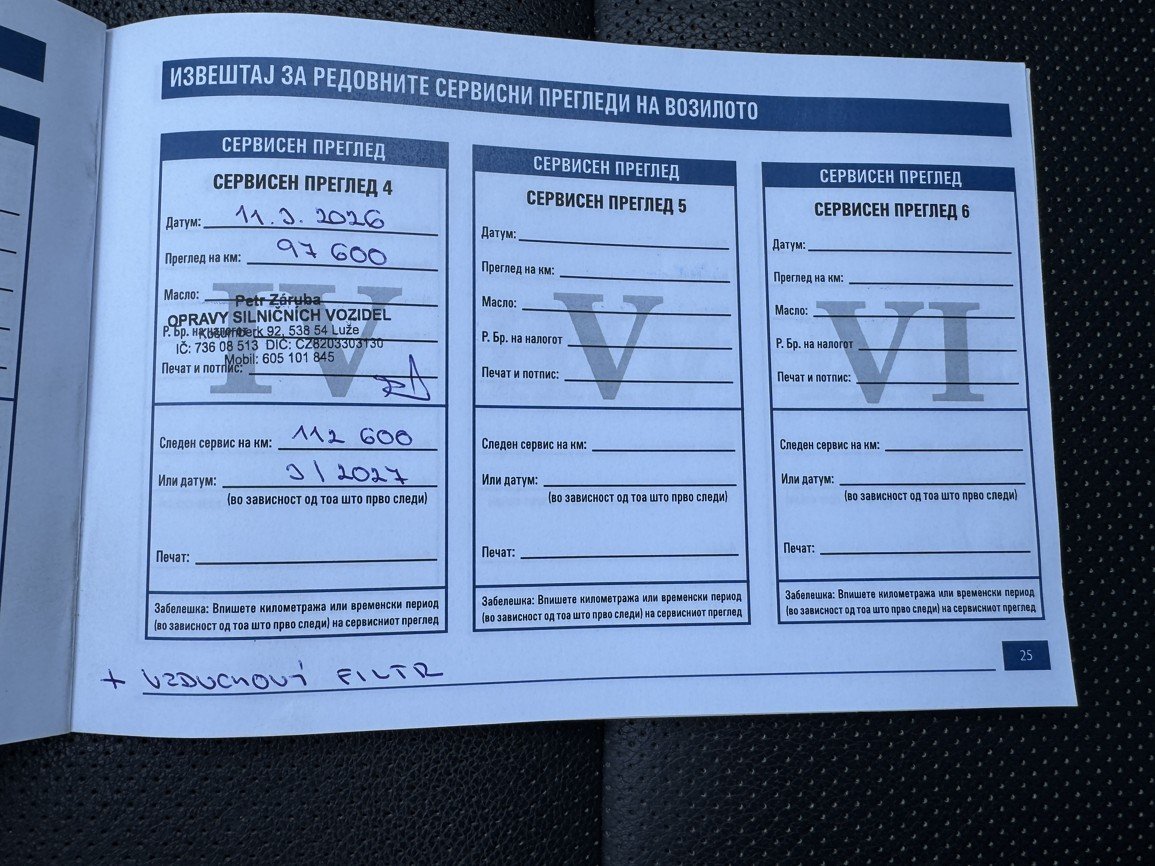 ИЗВЕШТАЈ ЗА РЕДОВНИТЕ СЕРВИСНИ ПРЕГЛЕДИ НА ВОЗИЛОТО
СЕРВИСЕН ПРЕГЛЕД
СЕРВИСЕН ПРЕГЛЕД 4
Датум: 11.3.2026
Преглед на км: 97 600
Масло:
Petr Záruba
OPRAVY SILNIČNÍCH VOZIDEL
Р. Бр. на налогот
Košumberk 92, 538 54 Luže
IČ: 736 08 513 DIČ: CZ8203303130
Mobil: 605 101 845
Печат и потпис:
IV
Следен сервис на км: 112 600
Или датум: 3/2027
(во зависност од тоа што прво следи)
Печат:
Забелешка: Впишете километража или временски период
(во зависност од тоа што прво следи) на сервисниот преглед
СЕРВИСЕН ПРЕГЛЕД
СЕРВИСЕН ПРЕГЛЕД 5
Датум:
Преглед на км:
Масло:
Р. Бр. на налогот
Печат и потпис:
V
Следен сервис на км:
Или датум:
(во зависност од тоа што прво следи)
Печат:
Забелешка: Впишете километража или временски период
(во зависност од тоа што прво следи) на сервисниот преглед
СЕРВИСЕН ПРЕГЛЕД
СЕРВИСЕН ПРЕГЛЕД 6
Датум:
Преглед на км:
Масло:
Р. Бр. на налогот
Печат и потпис:
VI
Следен сервис на км:
Или датум:
(во зависност од тоа што прво следи)
Печат:
Забелешка: Впишете километража или временски период
(во зависност од тоа што прво следи) на сервисниот преглед
+ VZDUCHOVÍ FILTR
25